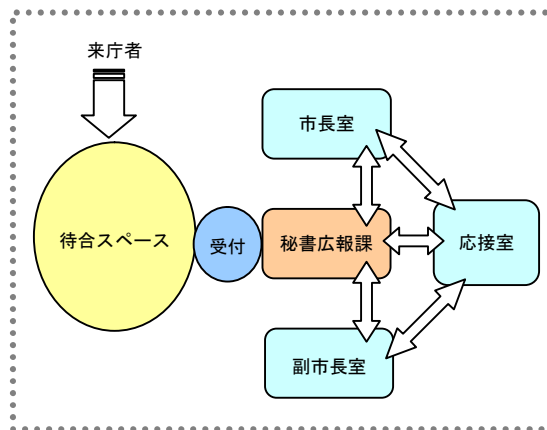 来庁者
市長室
待合スペース
受付
秘書広報課
応接室
副市長室